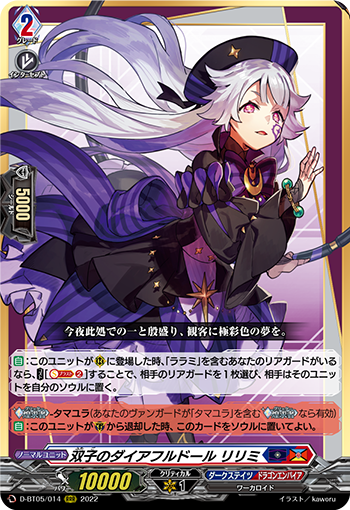 2
グレード
インターセプト
5000
シールド
今夜此処での一と殷盛り、観客に極彩色の夢を。
:このユニットがⓇに登場した時、「ララミ」を含むあなたのリアガードがいる
なら、[ブラスト2]することで、相手のリアガードを1枚選び、相手はそのユニッ
トを自分のソウルに置く。
-タマユラ(あなたのヴァンガードが「タマユラ」を含むなら有効)
:このユニットがⓇから退却した時、このカードをソウルに置いてよい。
ノーマルユニット
双子のダイアフルドール リリミ
パワー
10000
クリティカル
1
ダークステイツ
ドラゴンエンパイア
ワーカロイド
D-BT05/014 RRR 2022
イラスト/kaworu